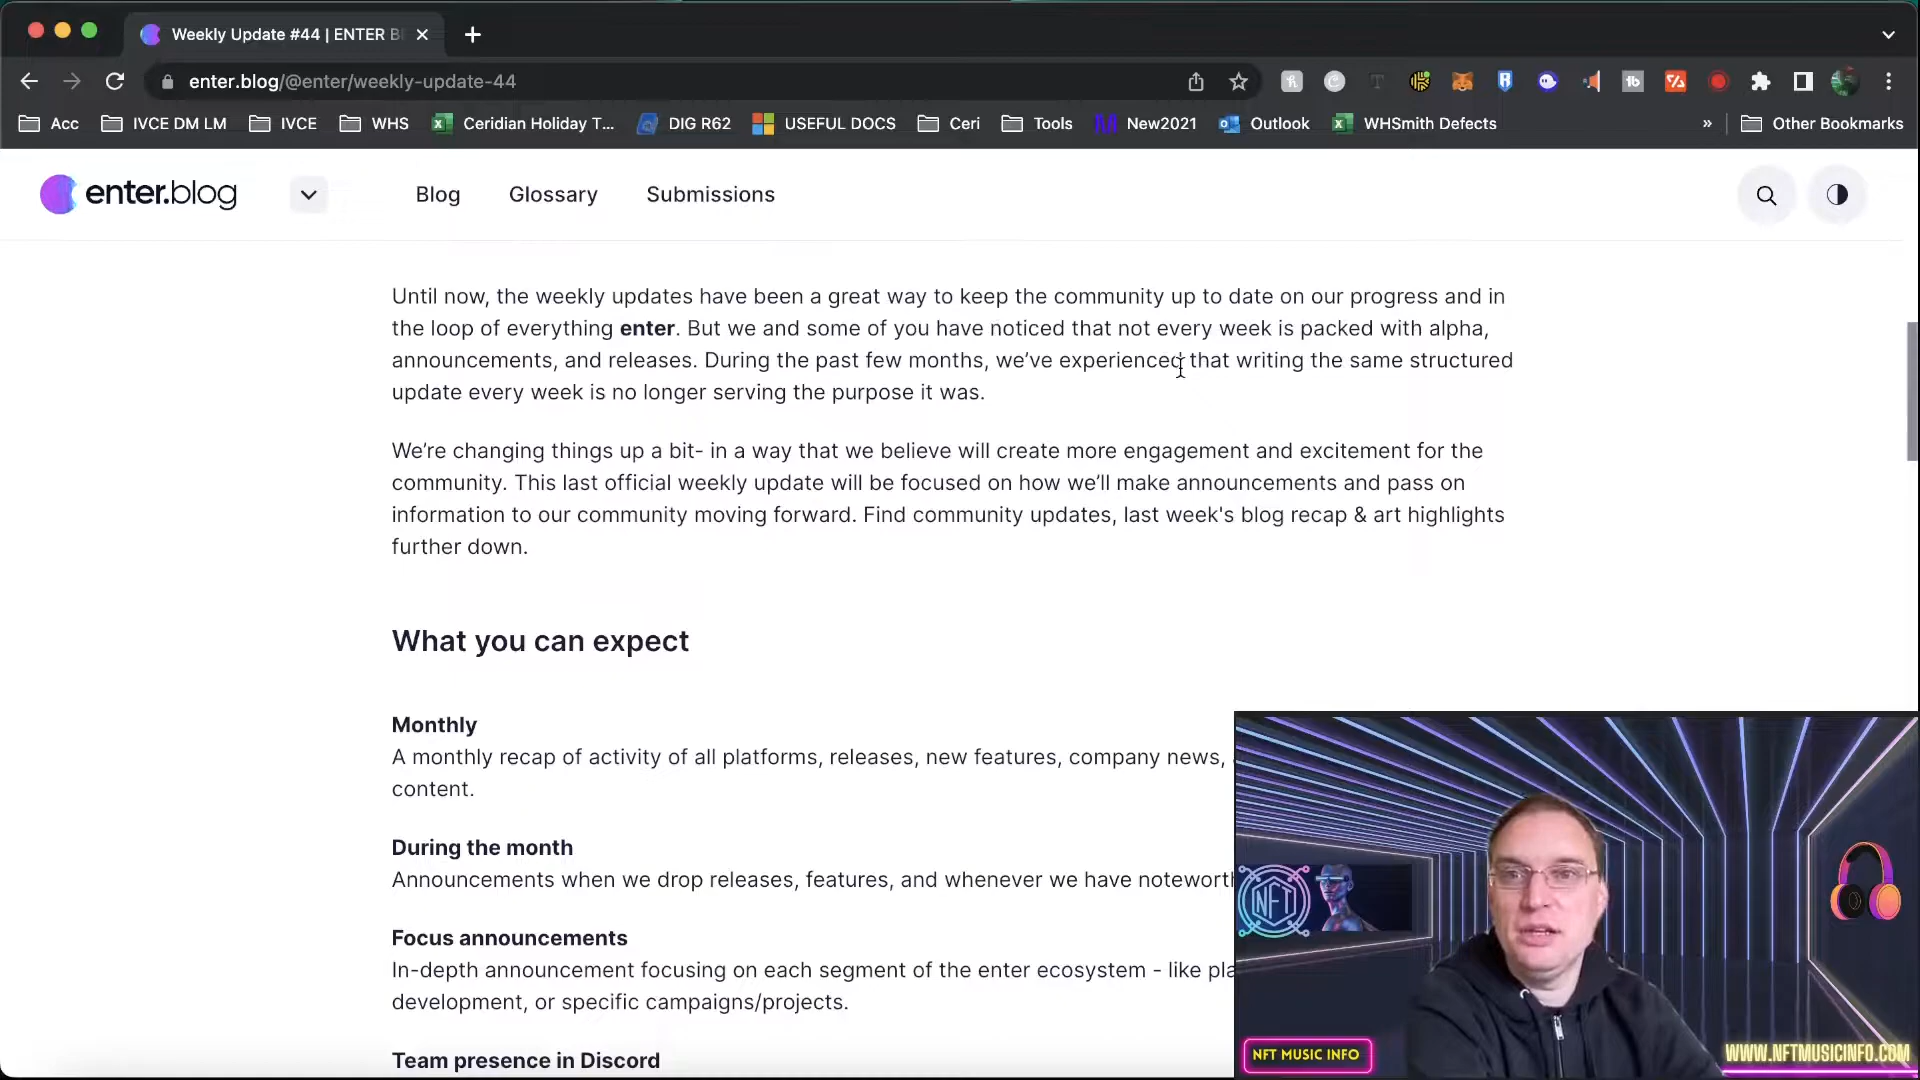 Weekly Update #44 | ENTER B
enter.blog/@enter/weekly-update-44
Acc IVCE DM LM IVCE WHS Ceridian Holiday T... DIG R62 USEFUL DOCS Ceri Tools New2021 Outlook WHSmith Defects » Other Bookmarks
enter.blog Blog Glossary Submissions
Until now, the weekly updates have been a great way to keep the community up to date on our progress and in
the loop of everything enter. But we and some of you have noticed that not every week is packed with alpha,
announcements, and releases. During the past few months, we’ve experienced that writing the same structured
update every week is no longer serving the purpose it was.
We’re changing things up a bit- in a way that we believe will create more engagement and excitement for the
community. This last official weekly update will be focused on how we’ll make announcements and pass on
information to our community moving forward. Find community updates, last week's blog recap & art highlights
further down.
What you can expect
Monthly
A monthly recap of activity of all platforms, releases, new features, company news,
content.
During the month
Announcements when we drop releases, features, and whenever we have noteworth
Focus announcements
In-depth announcement focusing on each segment of the enter ecosystem - like pla
development, or specific campaigns/projects.
Team presence in Discord
NFT
NFT MUSIC INFO
WWW.NFTMUSICINFO.COM